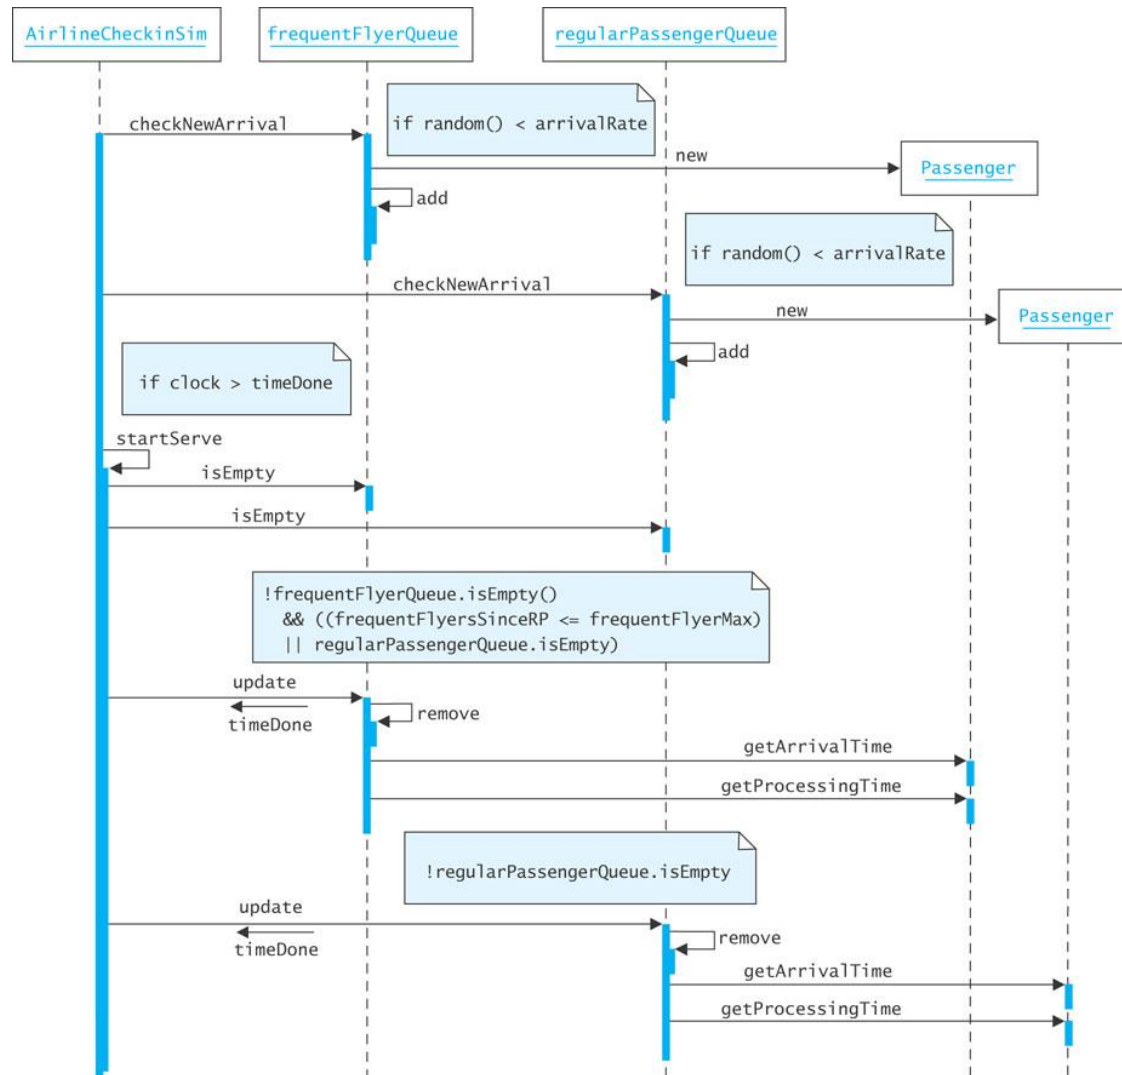 AirlineCheckinSim
frequentFlyerQueue
regularPassengerQueue
checkNewArrival
if random() < arrivalRate
new
Passenger
add
if random() < arrivalRate
checkNewArrival
new
Passenger
add
if clock > timeDone
startServe
isEmpty
isEmpty
!frequentFlyerQueue.isEmpty()
&& ((frequentFlyersSinceRP <= frequentFlyerMax)
|| regularPassengerQueue.isEmpty)
update
timeDone
remove
getArrivalTime
getProcessingTime
!regularPassengerQueue.isEmpty
update
timeDone
remove
getArrivalTime
getProcessingTime